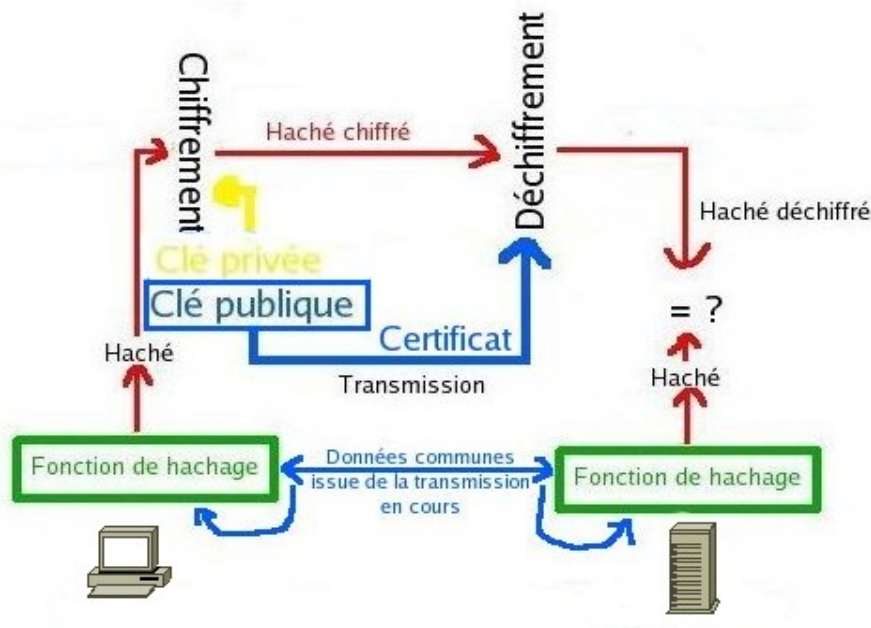 Chiffrement
Déchiffrement
Haché chiffré
Haché déchiffré
Clé privée
Clé publique
Certificat
Transmission
= ?
Haché
Haché
Fonction de hachage
Données communes
issue de la transmission
en cours
Fonction de hachage